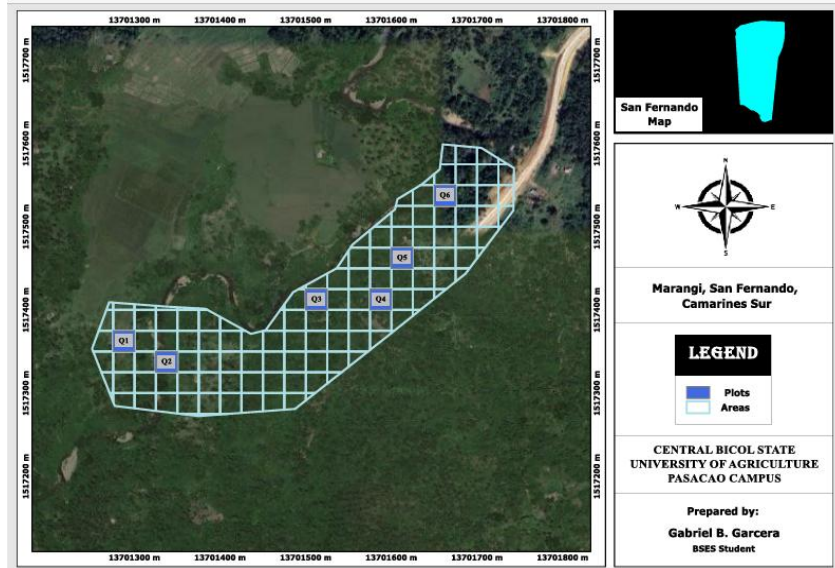 13701300 m 13701400 m 13701500 m 13701600 m 13701700 m 13701800 m
1517700 m
1517600 m
1517500 m
1517400 m
1517300 m
1517200 m
1517700 m
1517600 m
1517500 m
1517400 m
1517300 m
1517200 m
Q6
Q5
Q3
Q4
Q1
Q2
13701300 m 13701400 m 13701500 m 13701600 m 13701700 m 13701800 m
San Fernando
Map
N
W
E
S
Marangi, San Fernando,
Camarines Sur
LEGEND
Plots
Areas
CENTRAL BICOL STATE
UNIVERSITY OF AGRICULTURE
PASACAO CAMPUS
Prepared by:
Gabriel B. Garcera
BSES Student